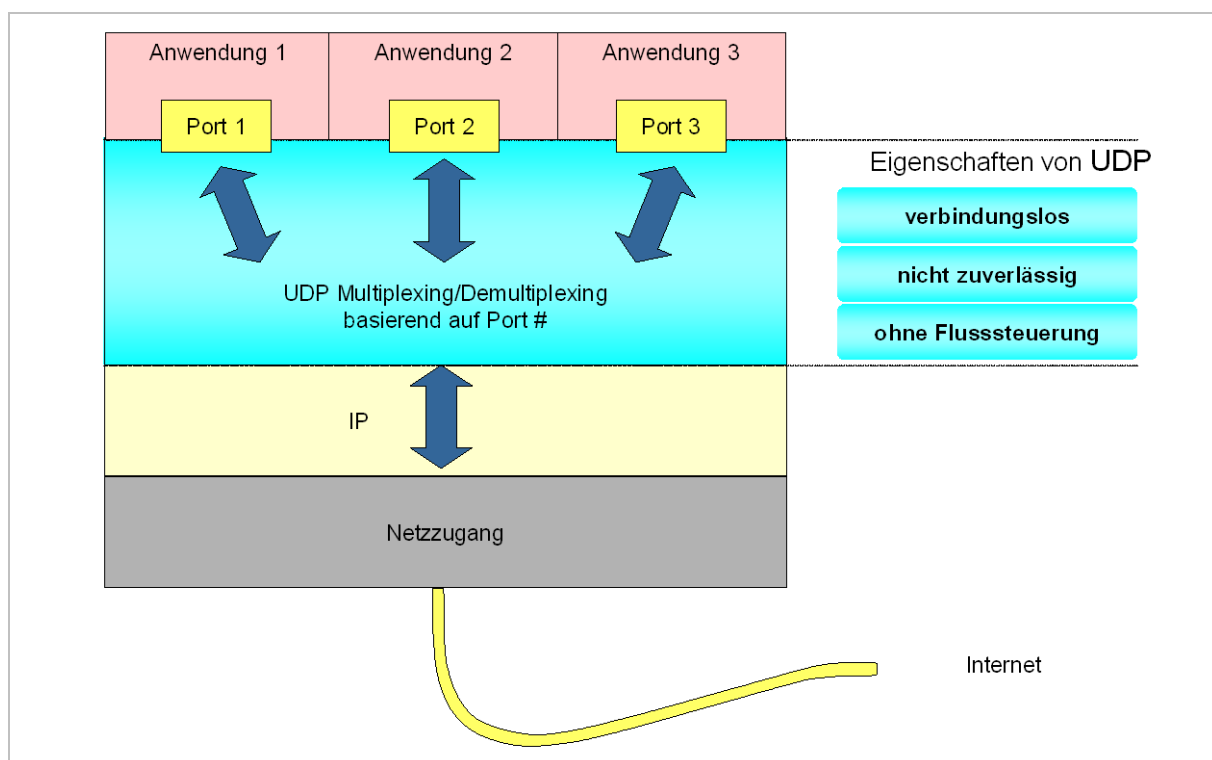 Anwendung 1
Anwendung 2
Anwendung 3
Port 1
Port 2
Port 3
Eigenschaften von UDP
verbindungslos
nicht zuverlässig
ohne Flusssteuerung
UDP Multiplexing/Demultiplexing
basierend auf Port #
IP
Netzzugang
Internet